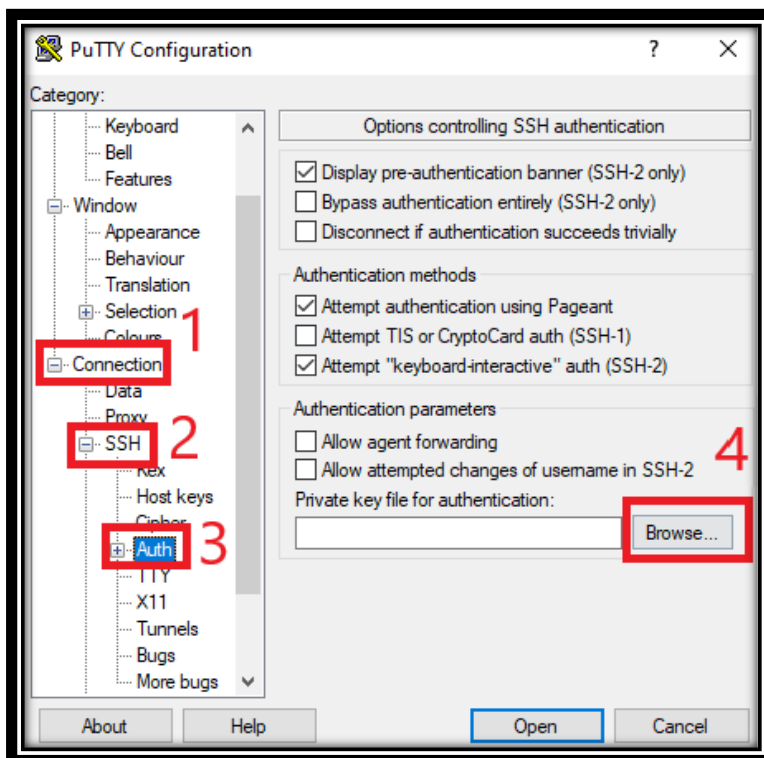 PuTTY Configuration ? ×
Category:
Keyboard
Bell
Features
Window
Appearance
Behaviour
Translation
Selection
Colours
1
Connection
Data
Proxy
SSH
2
Kex
Host keys
Cipher
Auth
3
TTY
X11
Tunnels
Bugs
More bugs
Options controlling SSH authentication
Display pre-authentication banner (SSH-2 only)
Bypass authentication entirely (SSH-2 only)
Disconnect if authentication succeeds trivially
Authentication methods
Attempt authentication using Pageant
Attempt TIS or CryptoCard auth (SSH-1)
Attempt "keyboard-interactive" auth (SSH-2)
Authentication parameters
Allow agent forwarding
Allow attempted changes of username in SSH-2
Private key file for authentication:
4
Browse...
About Help Open Cancel